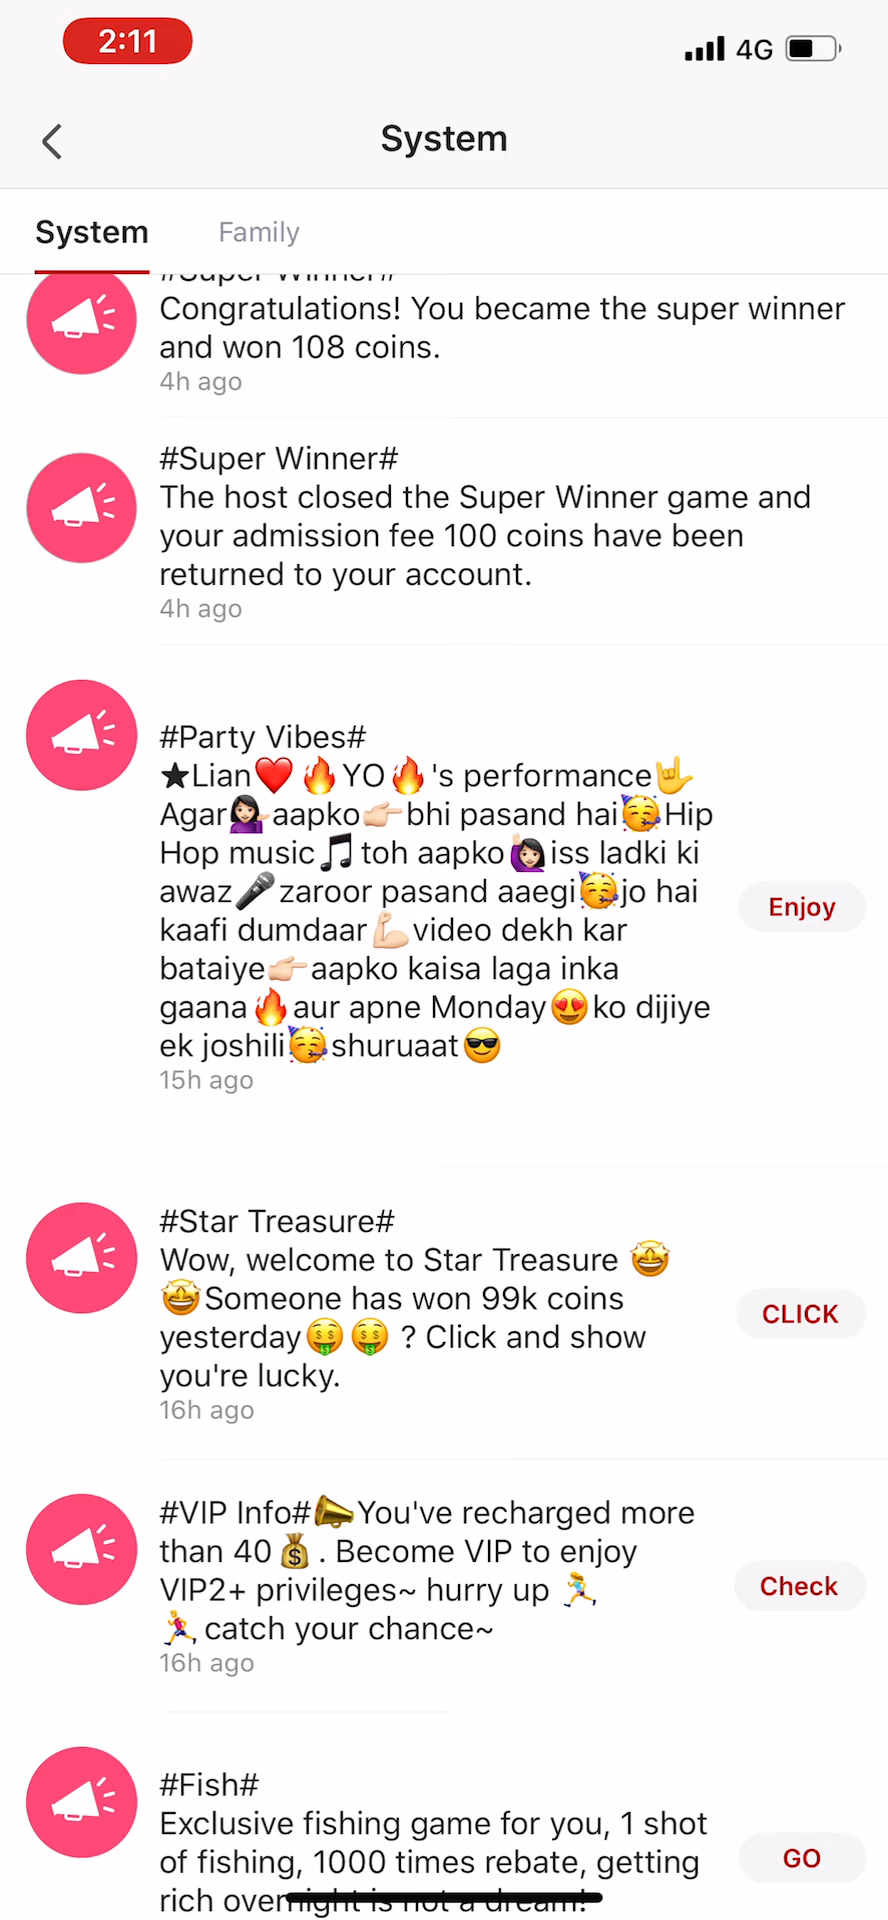 2:11
4G
System
System Family
#Super Winner#
Congratulations! You became the super winner
and won 108 coins.
4h ago
#Super Winner#
The host closed the Super Winner game and
your admission fee 100 coins have been
returned to your account.
4h ago
#Party Vibes#
★Lian❤️🔥YO🔥's performance🤟
Agar💁🏻‍♀️aapko👉🏻bhi pasand hai🥳Hip
Hop music🎵toh aapko🙋🏻‍♀️iss ladki ki
awaz🎤zaroor pasand aaegi🥳jo hai
kaafi dumdaar💪🏻video dekh kar
bataiye👉🏻aapko kaisa laga inka
gaana🔥aur apne Monday😍ko dijiye
ek joshili🥳shuruaat😎
15h ago
Enjoy
#Star Treasure#
Wow, welcome to Star Treasure 🤩
🤩Someone has won 99k coins
yesterday🤑🤑 ? Click and show
you're lucky.
16h ago
CLICK
#VIP Info#📣You've recharged more
than 40💰. Become VIP to enjoy
VIP2+ privileges~ hurry up 🏃‍♀️
🏃catch your chance~
16h ago
Check
#Fish#
Exclusive fishing game for you, 1 shot
of fishing, 1000 times rebate, getting
rich overnight is not a dream!
GO